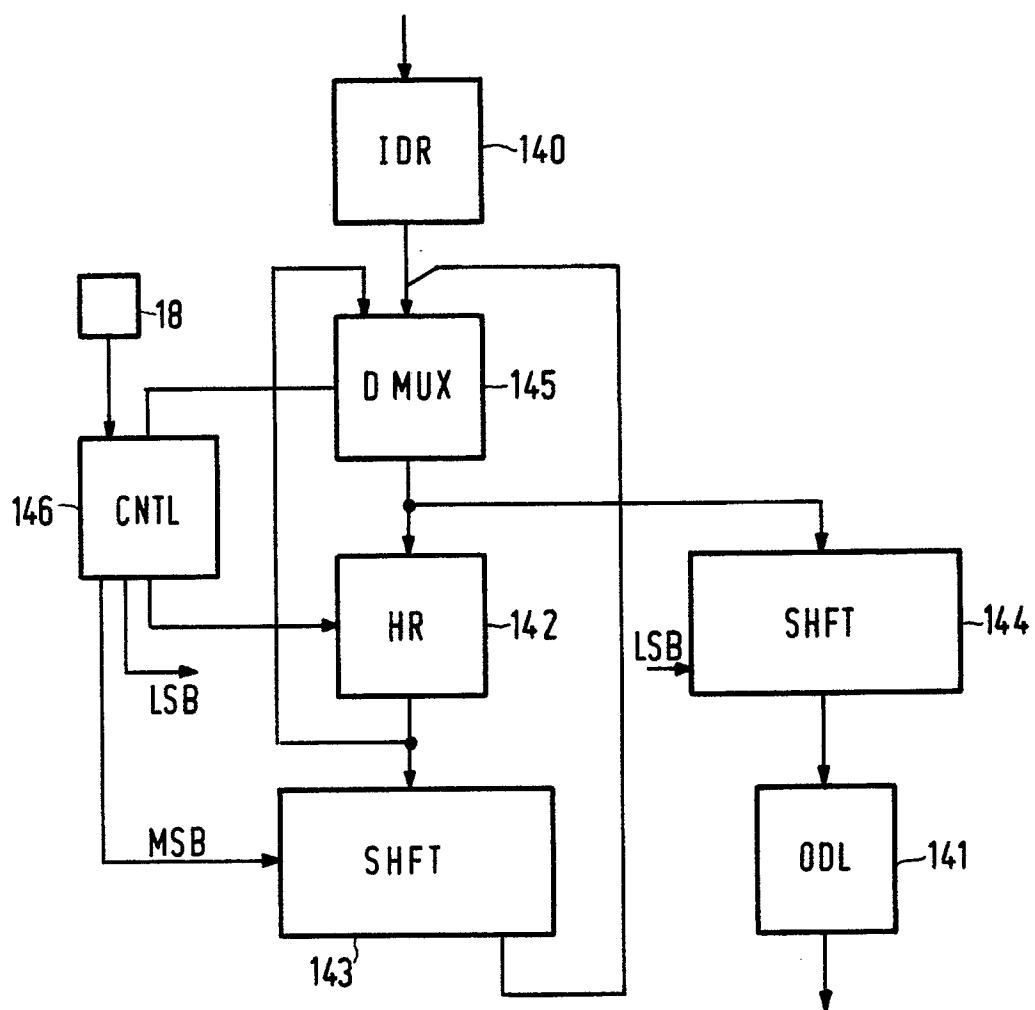 IDR
140
18
D MUX
145
146
CNTL
HR
142
SHFT
144
LSB
LSB
MSB
SHFT
ODL
141
143